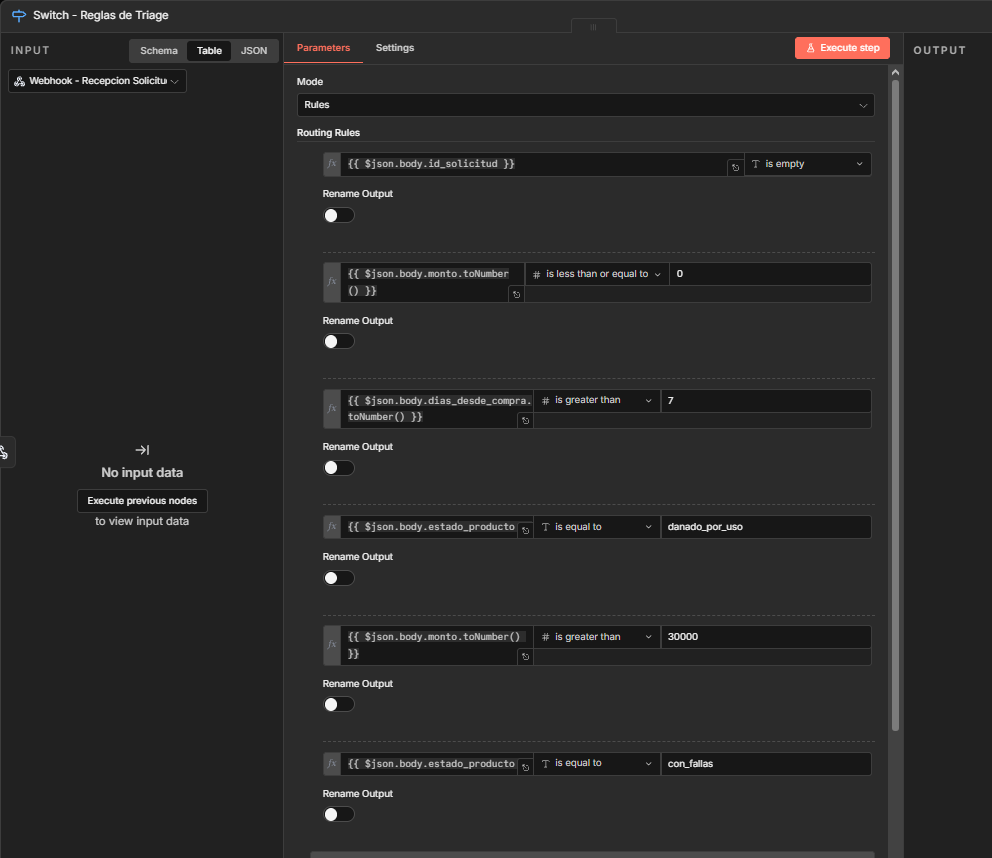 Switch - Reglas de Triage
INPUT
Schema
Table
JSON
Parameters
Settings
Execute step
OUTPUT
Webhook - Recepcion Solicitu
Mode
Rules
Routing Rules
fx {{ $json.body.id_solicitud }}
T is empty
Rename Output
fx {{ $json.body.monto.toNumber
() }}
# is less than or equal to
0
Rename Output
fx {{ $json.body.dias_desde_compra.
toNumber() }}
# is greater than
7
Rename Output
No input data
Execute previous nodes
to view input data
fx {{ $json.body.estado_producto
T is equal to
danado_por_uso
Rename Output
fx {{ $json.body.monto.toNumber()
}}
# is greater than
30000
Rename Output
fx {{ $json.body.estado_producto
T is equal to
con_fallas
Rename Output